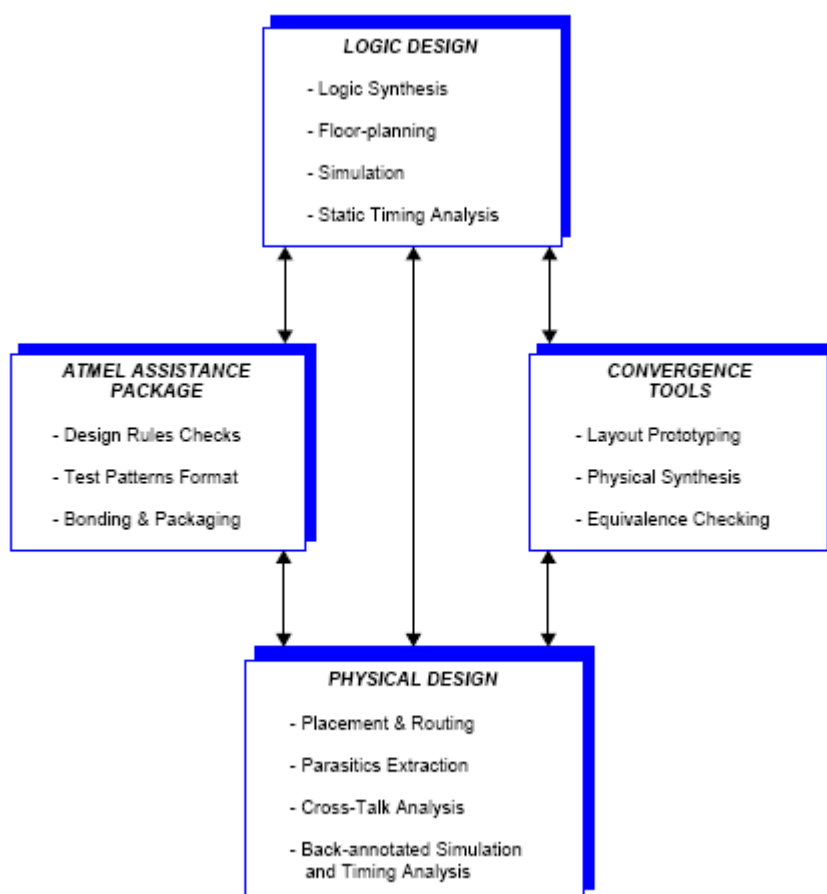 LOGIC DESIGN
- Logic Synthesis
- Floor-planning
- Simulation
- Static Timing Analysis
ATMEL ASSISTANCE
PACKAGE
- Design Rules Checks
- Test Patterns Format
- Bonding & Packaging
CONVERGENCE
TOOLS
- Layout Prototyping
- Physical Synthesis
- Equivalence Checking
PHYSICAL DESIGN
- Placement & Routing
- Parasitics Extraction
- Cross-Talk Analysis
- Back-annotated Simulation
and Timing Analysis